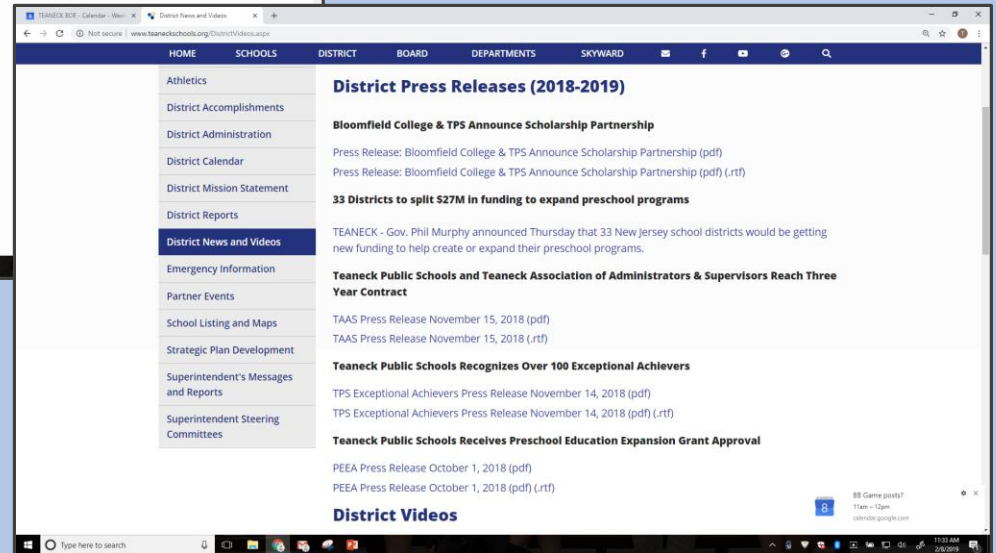 TEANECK BOE - Calendar - Wee
District News and Videos
Not secure | www.teaneckschools.org/DistrictVideos.aspx
HOME SCHOOLS DISTRICT BOARD DEPARTMENTS SKYWARD
Athletics
District Accomplishments
District Administration
District Calendar
District Mission Statement
District Reports
District News and Videos
Emergency Information
Partner Events
School Listing and Maps
Strategic Plan Development
Superintendent's Messages
and Reports
Superintendent Steering
Committees
District Press Releases (2018-2019)
Bloomfield College & TPS Announce Scholarship Partnership
Press Release: Bloomfield College & TPS Announce Scholarship Partnership (pdf)
Press Release: Bloomfield College & TPS Announce Scholarship Partnership (pdf) (.rtf)
33 Districts to split $27M in funding to expand preschool programs
TEANECK - Gov. Phil Murphy announced Thursday that 33 New Jersey school districts would be getting
new funding to help create or expand their preschool programs.
Teaneck Public Schools and Teaneck Association of Administrators & Supervisors Reach Three
Year Contract
TAAS Press Release November 15, 2018 (pdf)
TAAS Press Release November 15, 2018 (.rtf)
Teaneck Public Schools Recognizes Over 100 Exceptional Achievers
TPS Exceptional Achievers Press Release November 14, 2018 (pdf)
TPS Exceptional Achievers Press Release November 14, 2018 (pdf) (.rtf)
Teaneck Public Schools Receives Preschool Education Expansion Grant Approval
PEEA Press Release October 1, 2018 (pdf)
PEEA Press Release October 1, 2018 (pdf) (.rtf)
District Videos
8
BB Game posts?
11am – 12pm
calendar.google.com
Type here to search
11:33 AM
2/8/2019